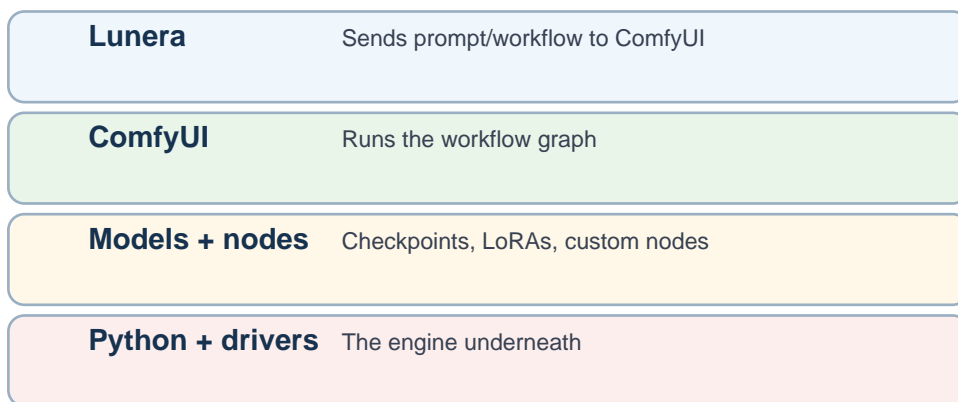 Lunera Sends prompt/workflow to ComfyUI
ComfyUI Runs the workflow graph
Models + nodes Checkpoints, LoRAs, custom nodes
Python + drivers The engine underneath